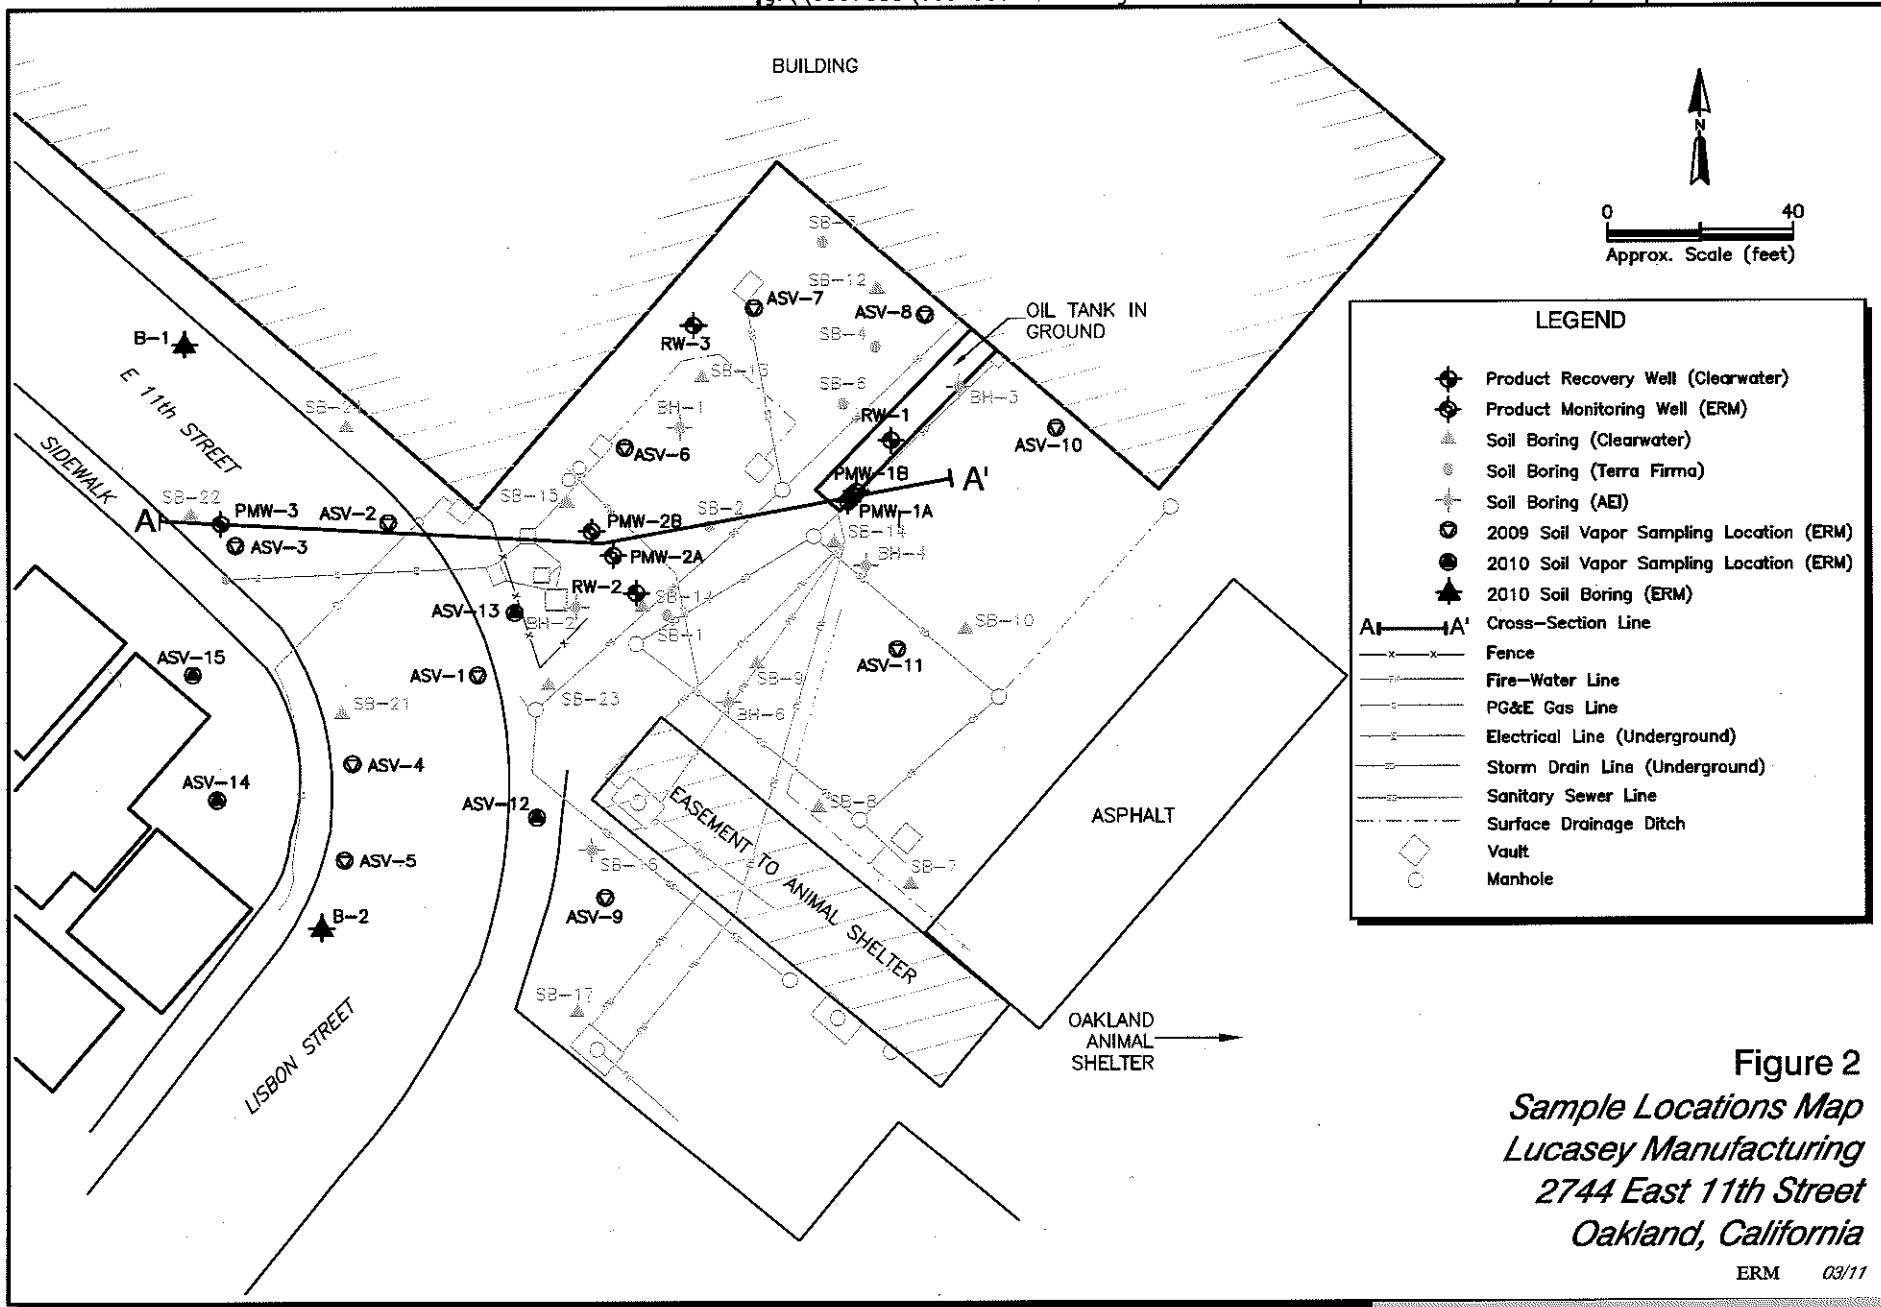 BUILDING
N
0 40
Approx. Scale (feet)
SB-5
SB-12
ASV-7
ASV-8
OIL TANK IN
GROUND
B-1
RW-3
SB-4
SB-13
E 11th STREET
SB-6
BH-3
BH-1
RW-1
ASV-10
ASV-6
SIDEWALK
PMW-1B
A'
SB-22
SB-15
SB-2
PMW-3
ASV-2
PMW-2B
PMW-1A
A
ASV-3
SB-14
PMW-2A
BH-4
RW-2
ASV-13
SB-14
BH-2
SB-1
SB-10
ASV-15
ASV-1
ASV-11
SB-9
SB-21
SB-23
BH-6
ASV-4
ASV-14
ASV-12
SB-8
EASEMENT TO ANIMAL SHELTER
ASPHALT
ASV-5
SB-16
SB-7
B-2
ASV-9
SB-17
LISBON STREET
OAKLAND
ANIMAL
SHELTER
LEGEND
Product Recovery Well (Clearwater)
Product Monitoring Well (ERM)
Soil Boring (Clearwater)
Soil Boring (Terra Firma)
Soil Boring (AEI)
2009 Soil Vapor Sampling Location (ERM)
2010 Soil Vapor Sampling Location (ERM)
2010 Soil Boring (ERM)
A A' Cross-Section Line
Fence
Fire-Water Line
PG&E Gas Line
Electrical Line (Underground)
Storm Drain Line (Underground)
Sanitary Sewer Line
Surface Drainage Ditch
Vault
Manhole
Figure 2
Sample Locations Map
Lucasey Manufacturing
2744 East 11th Street
Oakland, California
ERM 03/11